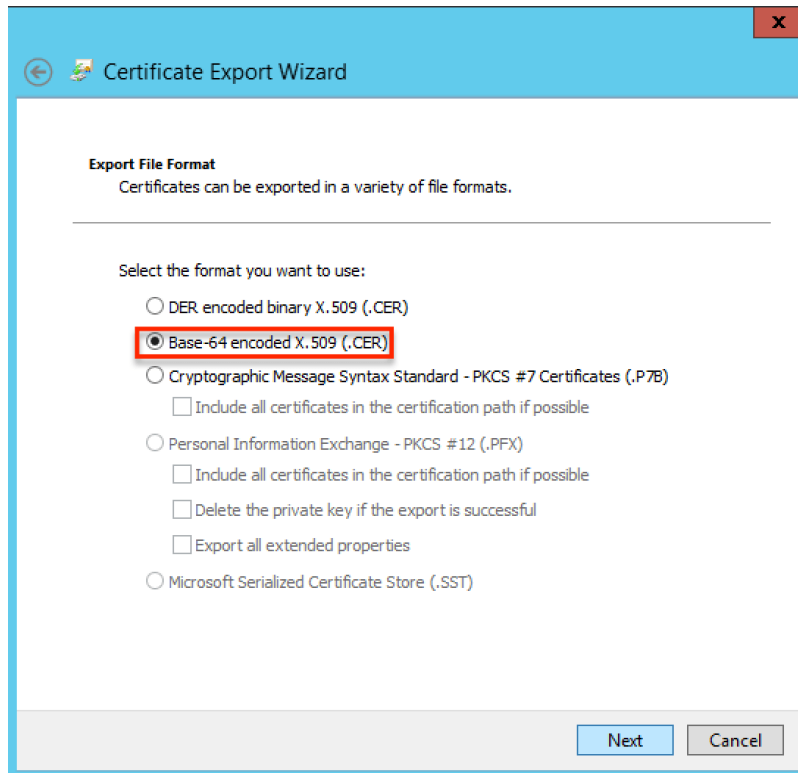 x
Certificate Export Wizard
Export File Format
Certificates can be exported in a variety of file formats.
Select the format you want to use:
DER encoded binary X.509 (.CER)
Base-64 encoded X.509 (.CER)
Cryptographic Message Syntax Standard - PKCS #7 Certificates (.P7B)
Include all certificates in the certification path if possible
Personal Information Exchange - PKCS #12 (.PFX)
Include all certificates in the certification path if possible
Delete the private key if the export is successful
Export all extended properties
Microsoft Serialized Certificate Store (.SST)
Next Cancel